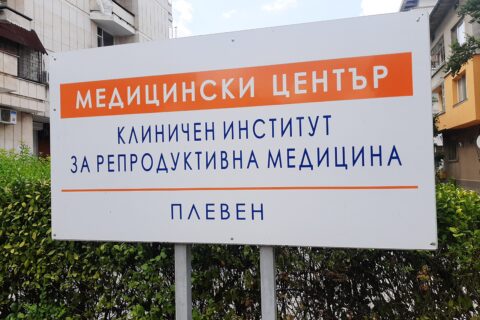 МЕДИЦИНСКИ ЦЕНТЪР
КЛИНИЧЕН ИНСТИТУТ
ЗА РЕПРОДУКТИВНА МЕДИЦИНА
ПЛЕВЕН